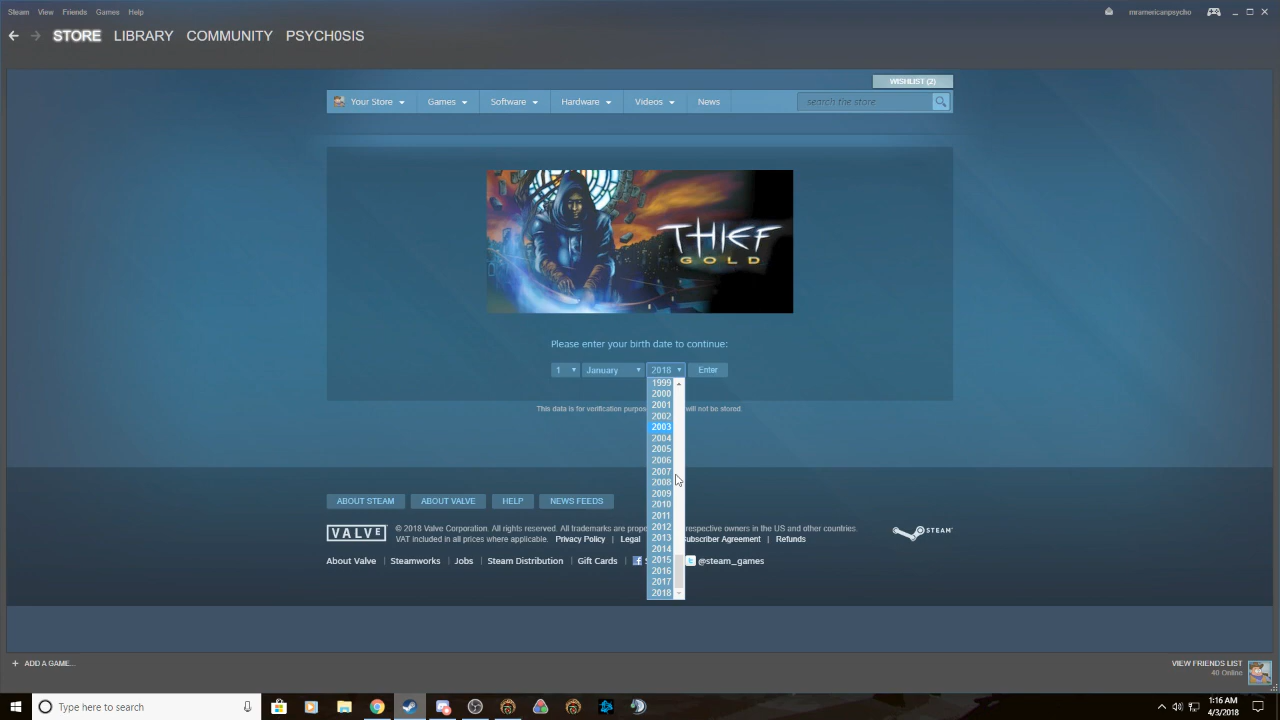 Steam View Friends Games Help mramericanpsycho
STORE LIBRARY COMMUNITY PSYCH0SIS
WISHLIST (2)
Your Store Games Software Hardware Videos News search the store
THIEF
GOLD
Please enter your birth date to continue:
1 January 2018 Enter
1999
2000
2001
This data is for verification purpos will not be stored.
2002
2003
2004
2005
2006
2007
2008
2009
2010
2011
2012
2013
2014
2015
2016
2017
2018
ABOUT STEAM ABOUT VALVE HELP NEWS FEEDS
VALVE © 2018 Valve Corporation. All rights reserved. All trademarks are prope respective owners in the US and other countries. STEAM
VAT included in all prices where applicable. Privacy Policy | Legal ubscriber Agreement | Refunds
About Valve | Steamworks | Jobs | Steam Distribution | Gift Cards | S @steam_games
+ ADD A GAME... VIEW FRIENDS LIST
40 Online
Type here to search 1:16 AM
4/3/2018